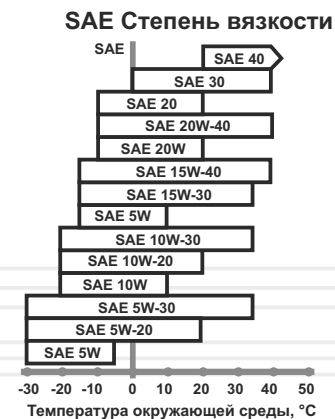 SAE Степень вязкости
SAE
SAE 40
SAE 30
SAE 20
SAE 20W-40
SAE 20W
SAE 15W-40
SAE 15W-30
SAE 5W
SAE 10W-30
SAE 10W-20
SAE 10W
SAE 5W-30
SAE 5W-20
SAE 5W
-30 -20 -10 0 10 20 30 40 50
Температура окружающей среды, °C